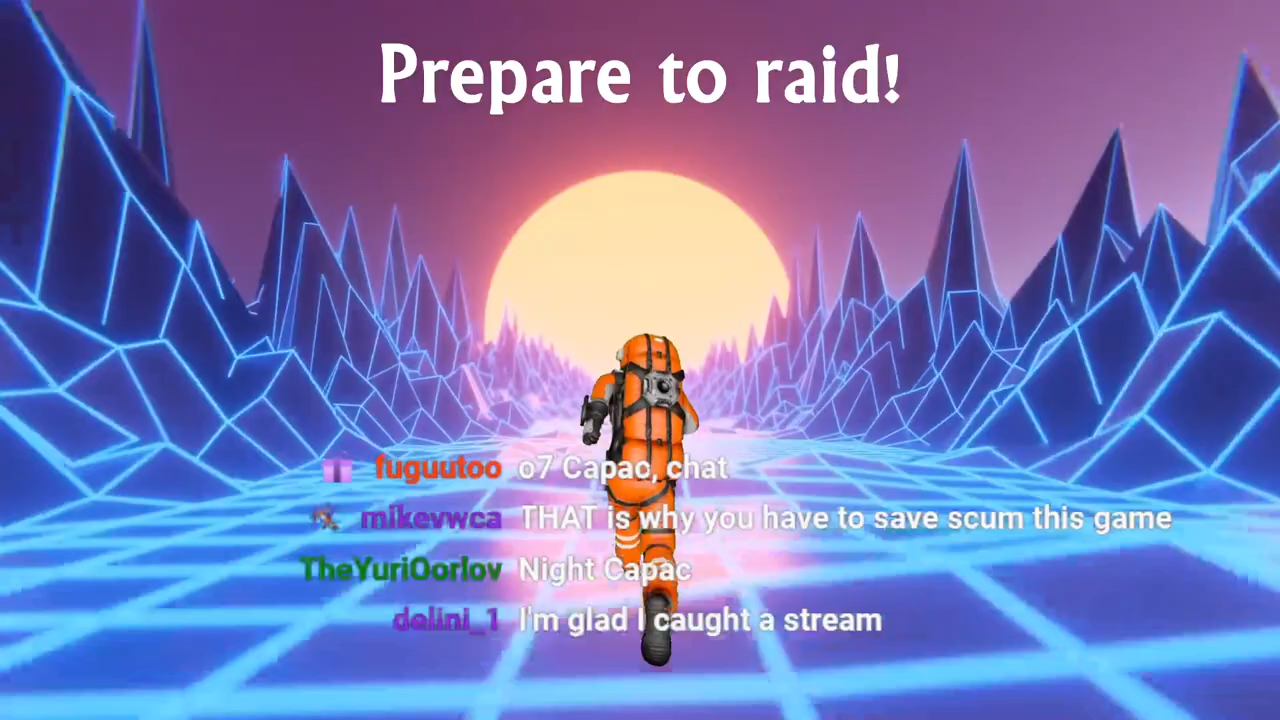 Prepare to raid!
fuguutoo o7 Capac, chat
mikevwca THAT is why you have to save scum this game
TheYuriOorlov Night Capac
delini_1 I'm glad I caught a stream